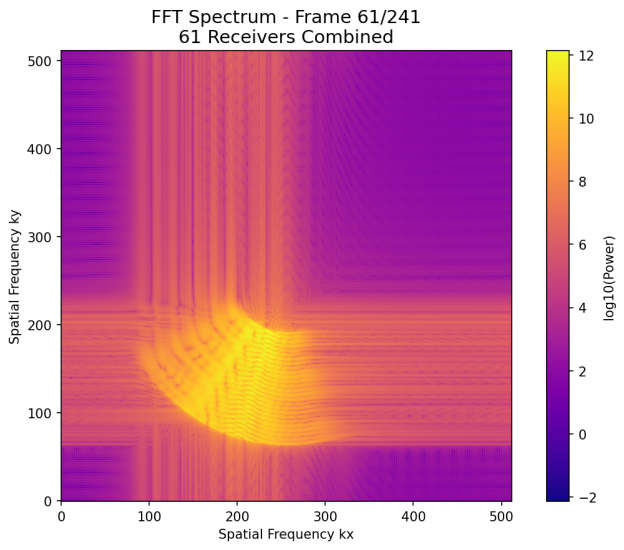 FFT Spectrum - Frame 61/241
61 Receivers Combined
500
400
300
200
100
0
Spatial Frequency ky
0 100 200 300 400 500
Spatial Frequency kx
12
10
8
6
4
2
0
−2
log10(Power)